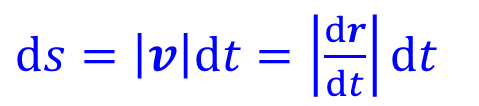 ds = |𝒗|dt = |d𝒓/dt| dt